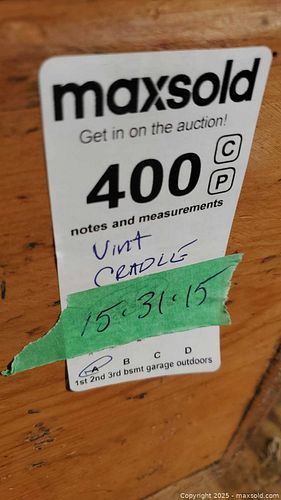 maxsold
Get in on the auction!
400 C
P
notes and measurements
Vint
CRADLE
15.31.15
A B C D
1st 2nd 3rd bsmt garage outdoors
Copyright © 2025 - maxsold.com